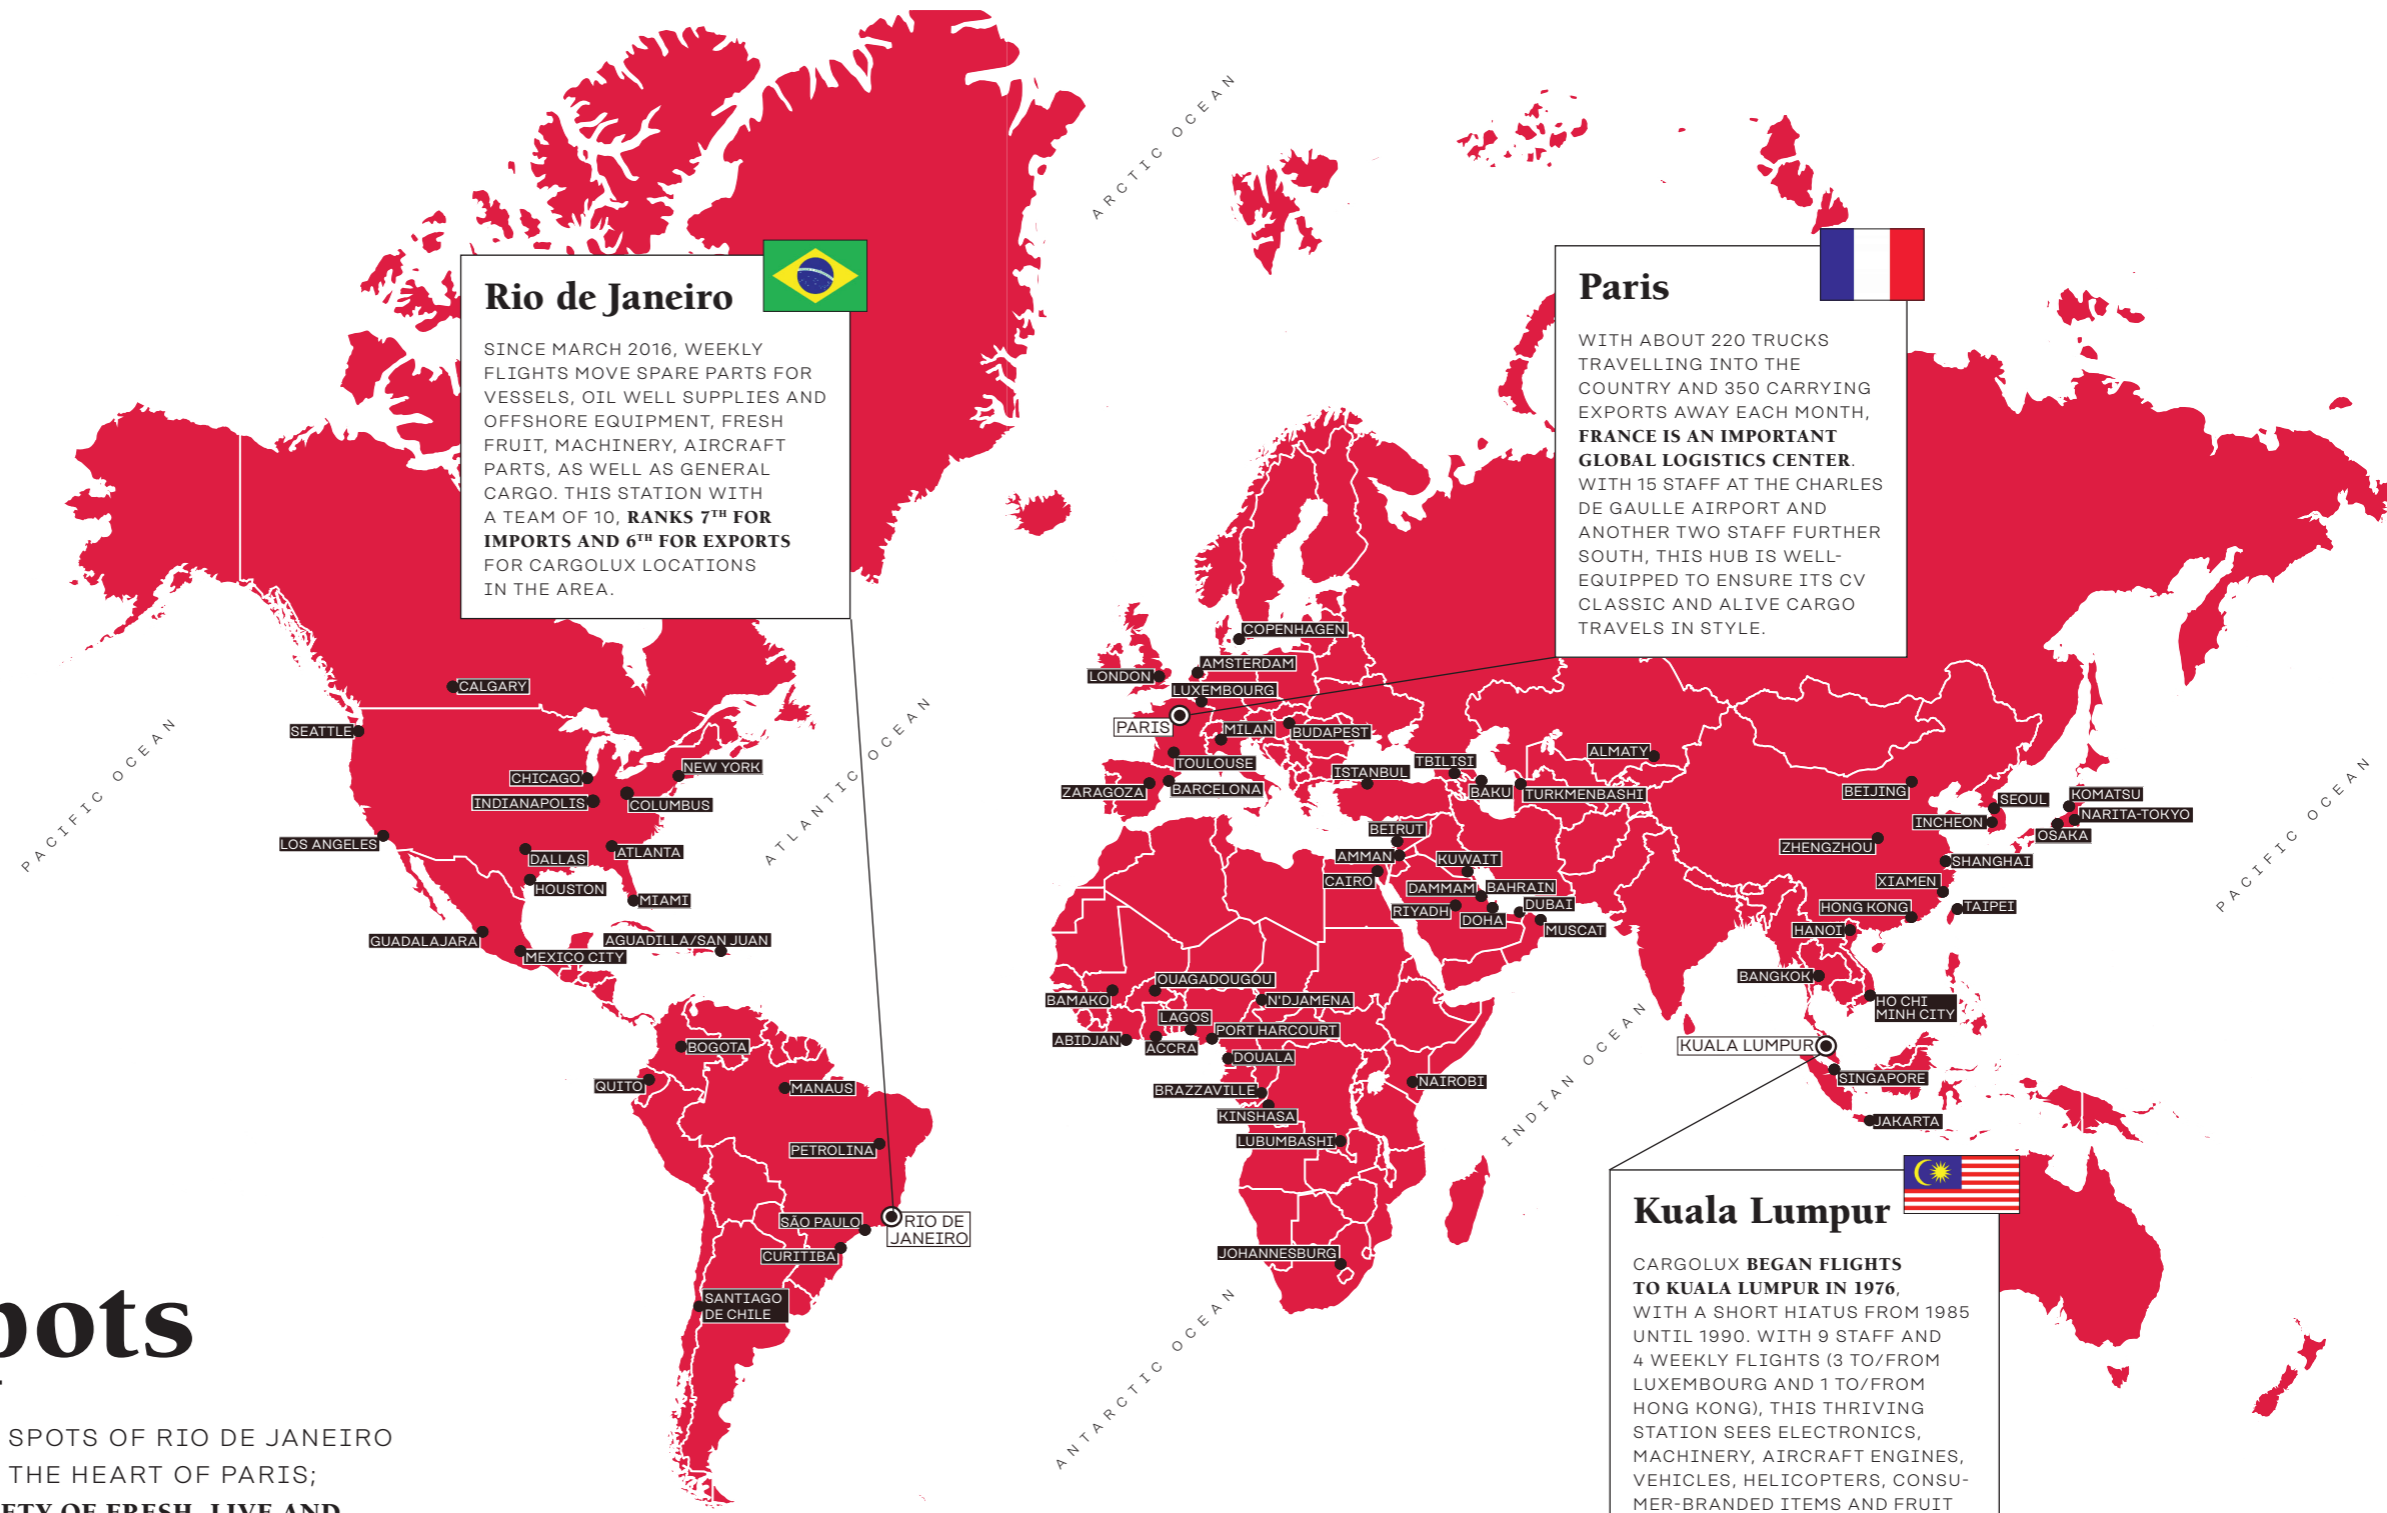 ARCTIC OCEAN
Rio de Janeiro
SINCE MARCH 2016, WEEKLY
FLIGHTS MOVE SPARE PARTS FOR
VESSELS, OIL WELL SUPPLIES AND
OFFSHORE EQUIPMENT, FRESH
FRUIT, MACHINERY, AIRCRAFT
PARTS, AS WELL AS GENERAL
CARGO. THIS STATION WITH
A TEAM OF 10, RANKS 7TH FOR
IMPORTS AND 6TH FOR EXPORTS
FOR CARGOLUX LOCATIONS
IN THE AREA.
Paris
WITH ABOUT 220 TRUCKS
TRAVELLING INTO THE
COUNTRY AND 350 CARRYING
EXPORTS AWAY EACH MONTH,
FRANCE IS AN IMPORTANT
GLOBAL LOGISTICS CENTER.
WITH 15 STAFF AT THE CHARLES
DE GAULLE AIRPORT AND
ANOTHER TWO STAFF FURTHER
SOUTH, THIS HUB IS WELL-
EQUIPPED TO ENSURE ITS CV
CLASSIC AND ALIVE CARGO
TRAVELS IN STYLE.
PACIFIC OCEAN
CALGARY
SEATTLE
CHICAGO
NEW YORK
INDIANAPOLIS
COLUMBUS
LOS ANGELES
DALLAS
ATLANTA
HOUSTON
MIAMI
GUADALAJARA
MEXICO CITY
AGUADILLA/SAN JUAN
ATLANTIC OCEAN
BOGOTA
QUITO
MANAUS
PETROLINA
SÃO PAULO
RIO DE
JANEIRO
CURITIBA
SANTIAGO
DE CHILE
COPENHAGEN
AMSTERDAM
LONDON
LUXEMBOURG
PARIS
MILAN
BUDAPEST
TOULOUSE
ZARAGOZA
BARCELONA
ISTANBUL
TBILISI
BAKU
TURKMENBASHI
ALMATY
BEIRUT
AMMAN
CAIRO
KUWAIT
DAMMAM
BAHRAIN
RIYADH
DOHA
DUBAI
MUSCAT
BAMAKO
OUAGADOUGOU
N'DJAMENA
LAGOS
PORT HARCOURT
ABIDJAN
ACCRA
DOUALA
BRAZZAVILLE
NAIROBI
KINSHASA
LUBUMBASHI
JOHANNESBURG
ANTARCTIC OCEAN
INDIAN OCEAN
BEIJING
SEOUL
KOMATSU
INCHEON
NARITA-TOKYO
OSAKA
ZHENGZHOU
SHANGHAI
XIAMEN
HONG KONG
TAIPEI
HANOI
BANGKOK
HO CHI
MINH CITY
KUALA LUMPUR
SINGAPORE
JAKARTA
PACIFIC OCEAN
Kuala Lumpur
CARGOLUX BEGAN FLIGHTS
TO KUALA LUMPUR IN 1976,
WITH A SHORT HIATUS FROM 1985
UNTIL 1990. WITH 9 STAFF AND
4 WEEKLY FLIGHTS (3 TO/FROM
LUXEMBOURG AND 1 TO/FROM
HONG KONG), THIS THRIVING
STATION SEES ELECTRONICS,
MACHINERY, AIRCRAFT ENGINES,
VEHICLES, HELICOPTERS, CONSU-
MER-BRANDED ITEMS AND FRUIT
pots
SPOTS OF RIO DE JANEIRO
THE HEART OF PARIS;
ETY OF FRESH, LIVE AND